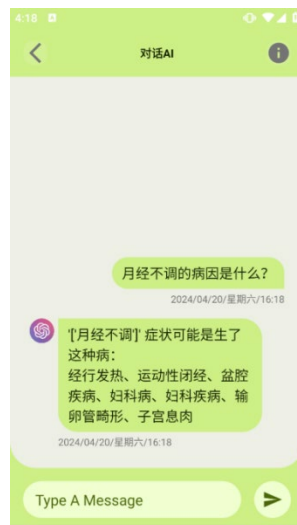 4:18
对话AI
月经不调的病因是什么?
2024/04/20/星期六/16:18
'['月经不调']' 症状可能是生了
这种病：
经行发热、运动性闭经、盆腔
疾病、妇科病、妇科疾病、输
卵管畸形、子宫息肉
2024/04/20/星期六/16:18
Type A Message